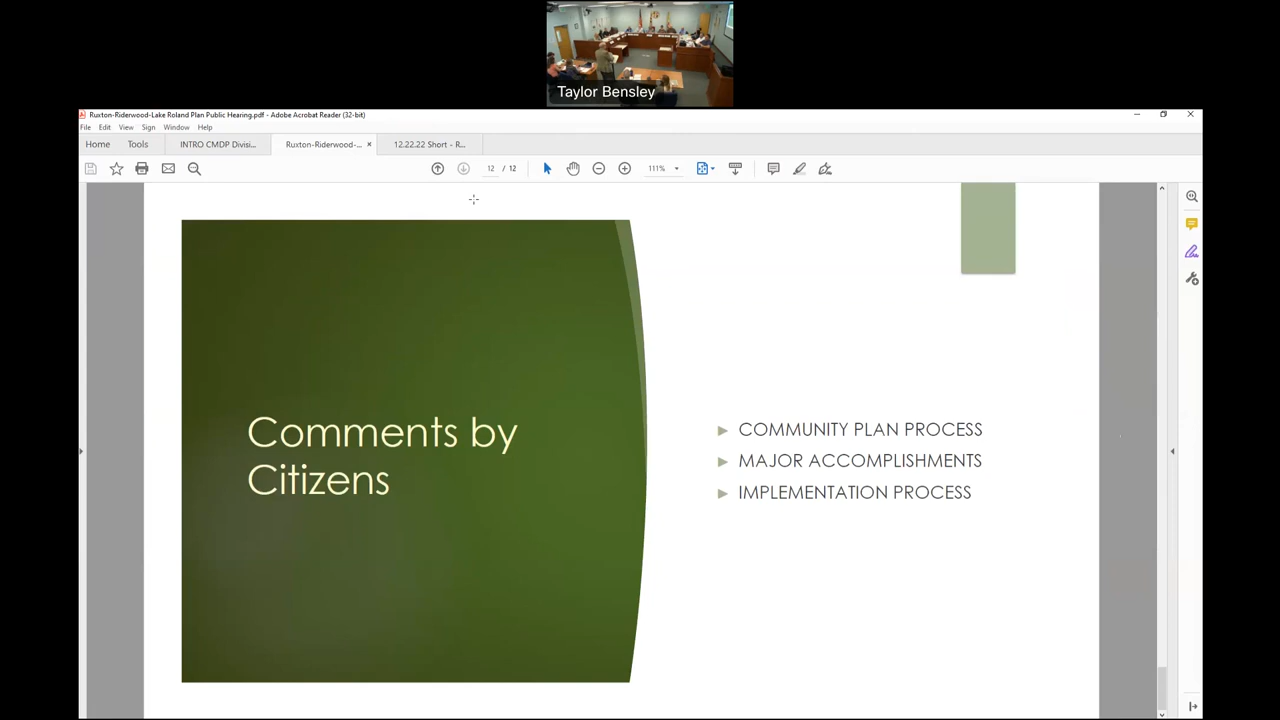 Taylor Bensley
Ruxton-Riderwood-Lake Roland Plan Public Hearing.pdf - Adobe Acrobat Reader (32-bit)
File Edit View Sign Window Help
Home Tools INTRO CMDP Divisi... Ruxton-Riderwood-... × 12.22.22 Short - R...
12 / 12 111%
Comments by
Citizens
COMMUNITY PLAN PROCESS
MAJOR ACCOMPLISHMENTS
IMPLEMENTATION PROCESS